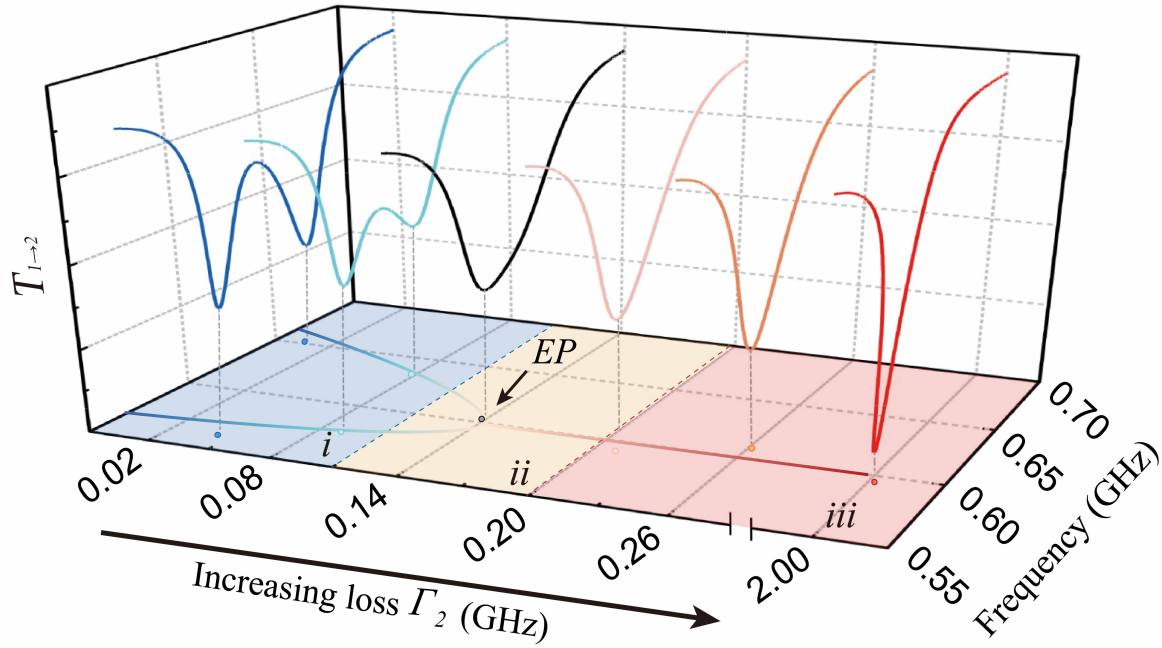 T1→2
EP
i
ii
iii
0.02
0.08
0.14
0.20
0.26
2.00
0.55
0.60
0.65
0.70
Increasing loss Γ2 (GHz)
Frequency (GHz)